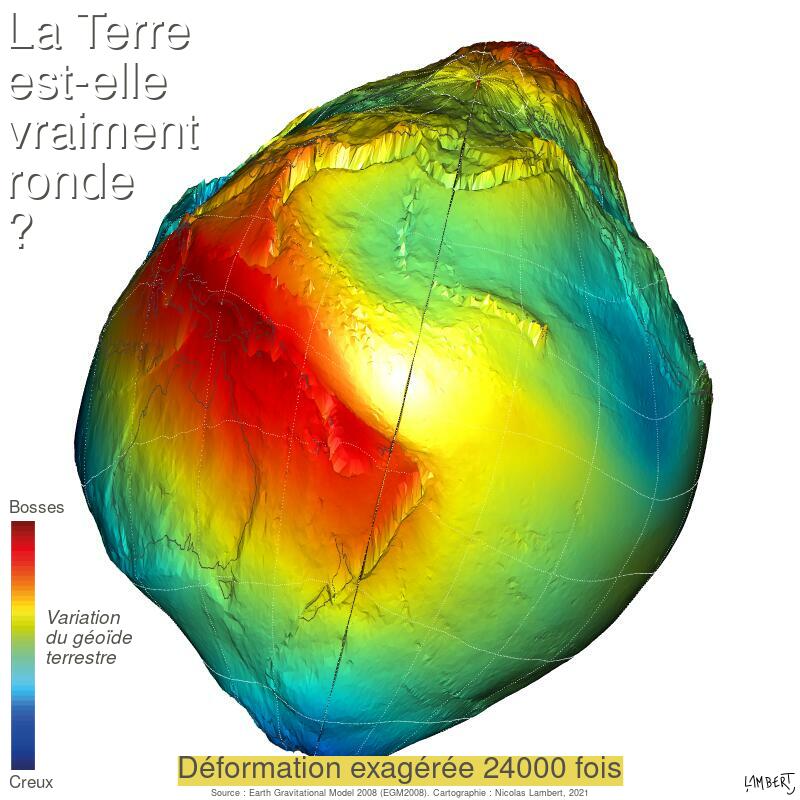 La Terre
est-elle
vraiment
ronde
?
Bosses
Variation
du géoïde
terrestre
Creux
Déformation exagérée 24000 fois
Source : Earth Gravitational Model 2008 (EGM2008). Cartographie : Nicolas Lambert, 2021
LAMBERT